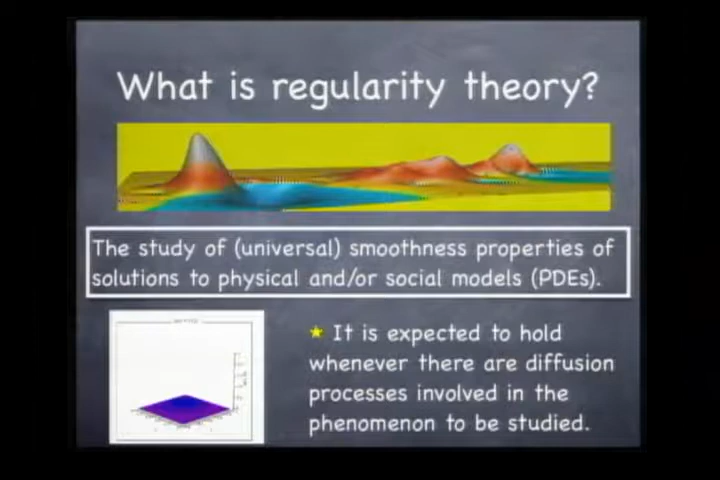 What is regularity theory?
The study of (universal) smoothness properties of
solutions to physical and/or social models (PDEs).
★ It is expected to hold
whenever there are diffusion
processes involved in the
phenomenon to be studied.